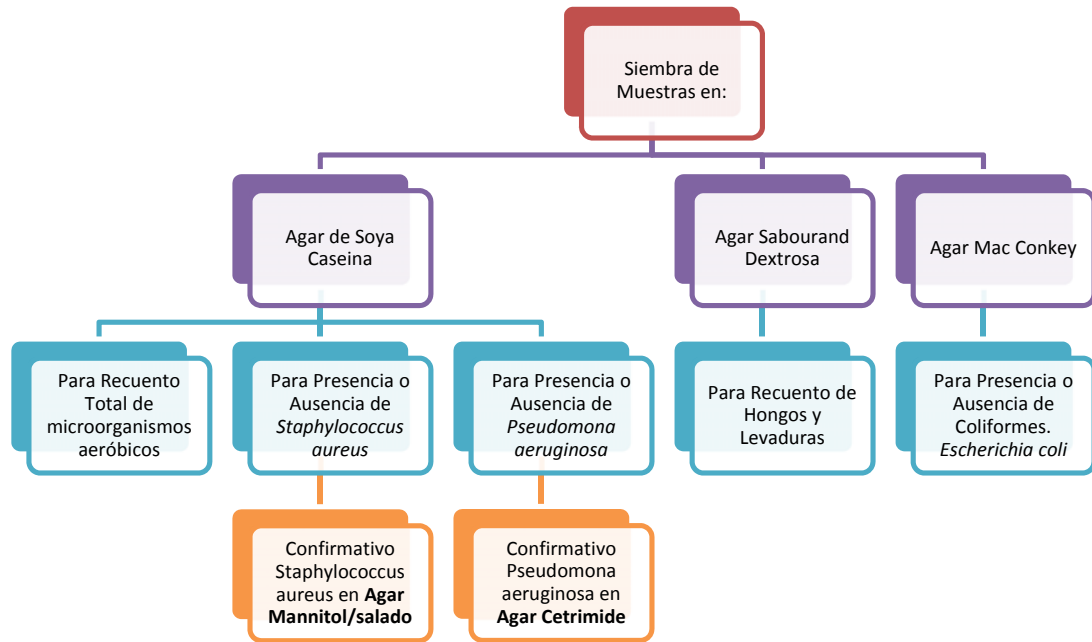 Siembra de
Muestras en:
Agar de Soya
Caseina
Agar Sabourand
Dextrosa
Agar Mac Conkey
Para Recuento
Total de
microorganismos
aeróbicos
Para Presencia o
Ausencia de
Staphylococcus
aureus
Para Presencia o
Ausencia de
Pseudomona
aeruginosa
Para Recuento de
Hongos y
Levaduras
Para Presencia o
Ausencia de
Coliformes.
Escherichia coli
Confirmativo
Staphylococcus
aureus en Agar
Mannitol/salado
Confirmativo
Pseudomona
aeruginosa en
Agar Cetrimide